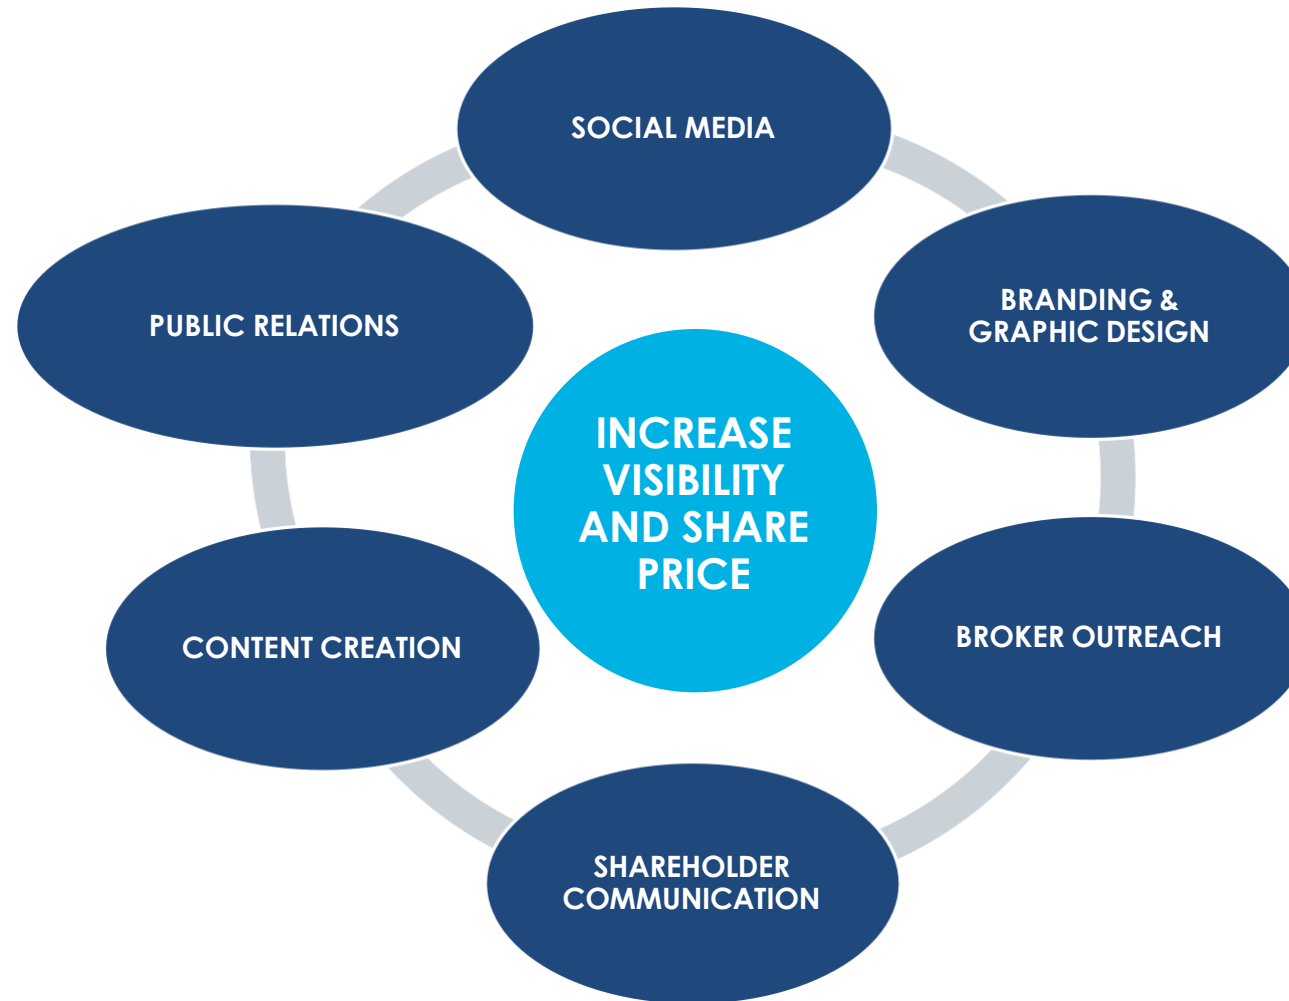 SOCIAL MEDIA
BRANDING &
GRAPHIC DESIGN
PUBLIC RELATIONS
INCREASE
VISIBILITY
AND SHARE
PRICE
BROKER OUTREACH
CONTENT CREATION
SHAREHOLDER
COMMUNICATION